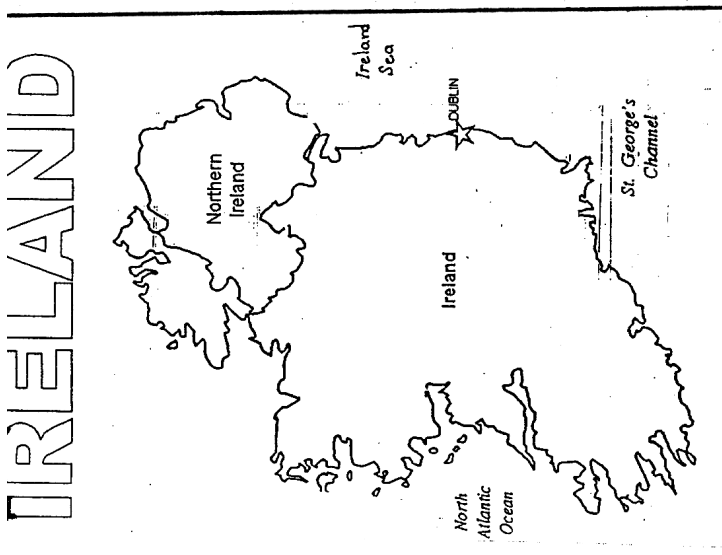 IRELAND
Ireland
Sea
DUBLIN
Northern
Ireland
St. George's
Channel
Ireland
North
Atlantic
Ocean